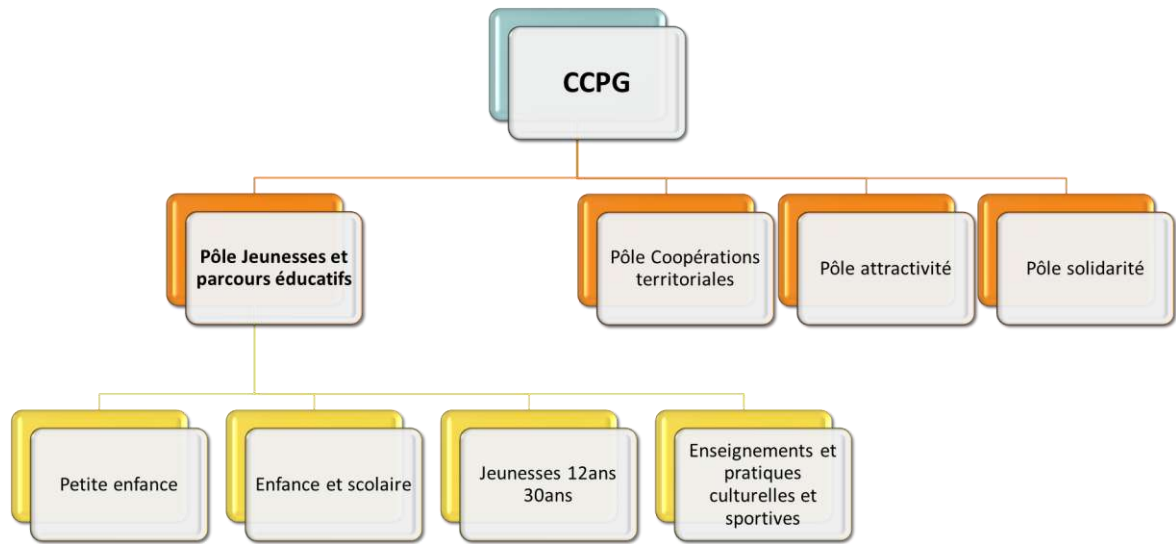 CCPG
Pôle Jeunesses et
parcours éducatifs
Pôle Coopérations
territoriales
Pôle attractivité
Pôle solidarité
Petite enfance
Enfance et scolaire
Jeunesses 12ans
30ans
Enseignements et
pratiques
culturelles et
sportives